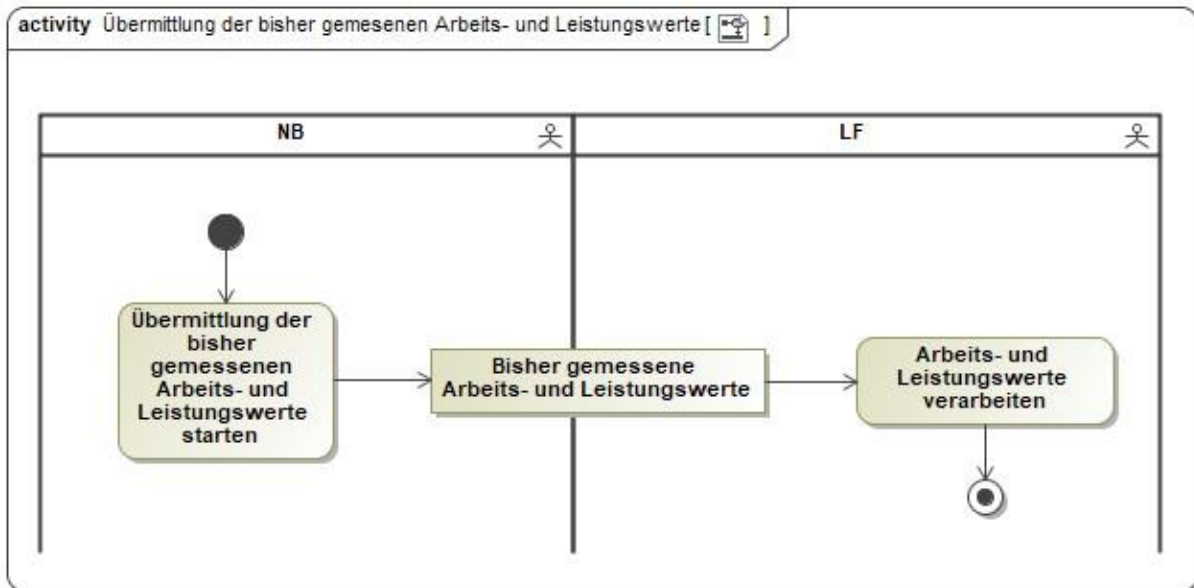 activity Übermittlung der bisher gemesenen Arbeits- und Leistungswerte [ ]
NB
LF
Übermittlung der
bisher
gemessenen
Arbeits- und
Leistungswerte
starten
Bisher gemessene
Arbeits- und Leistungswerte
Arbeits- und
Leistungswerte
verarbeiten